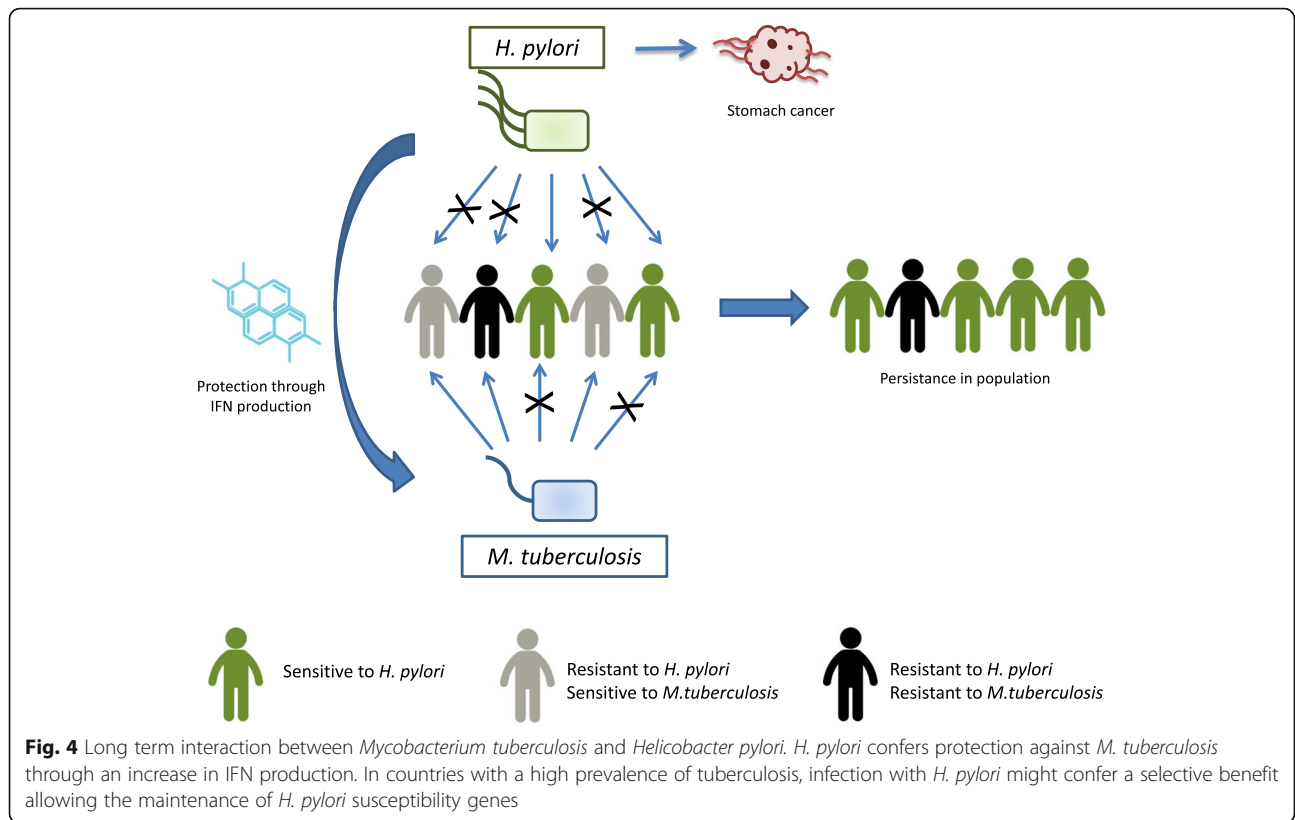 H. pylori
Stomach cancer
Protection through
IFN production
Persistance in population
M. tuberculosis
Sensitive to H. pylori
Resistant to H. pylori
Sensitive to M.tuberculosis
Resistant to H. pylori
Resistant to M.tuberculosis
Fig. 4 Long term interaction between Mycobacterium tuberculosis and Helicobacter pylori. H. pylori confers protection against M. tuberculosis
through an increase in IFN production. In countries with a high prevalence of tuberculosis, infection with H. pylori might confer a selective benefit
allowing the maintenance of H. pylori susceptibility genes